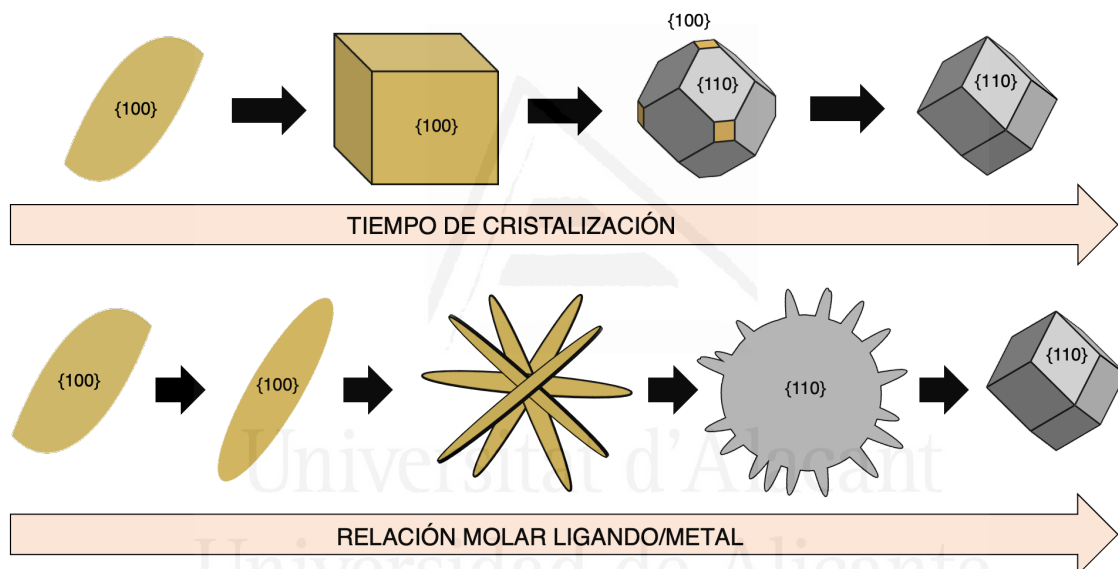 {100}
{100}
{100}
{110}
{110}
TIEMPO DE CRISTALIZACIÓN
{100}
{100}
{110}
{110}
RELACIÓN MOLAR LIGANDO/METAL
Universitat d'Alacant
Universidad de Alicante